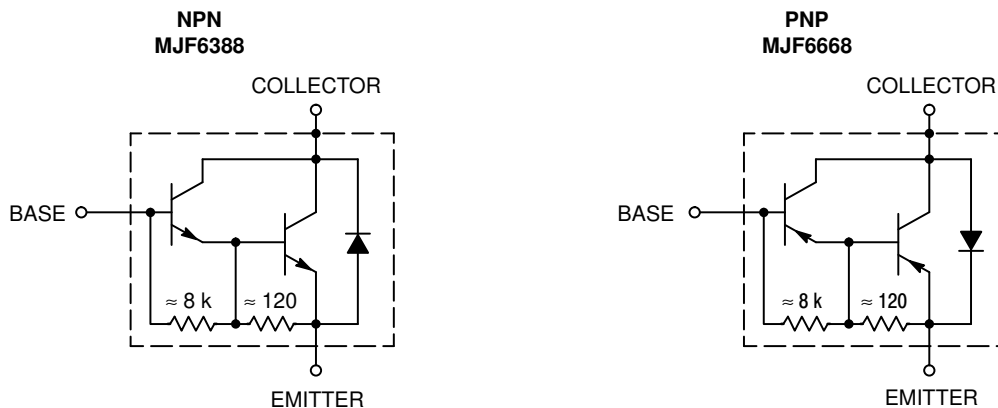 NPN
MJF6388
COLLECTOR
BASE
≈ 8 k
≈ 120
EMITTER
PNP
MJF6668
COLLECTOR
BASE
≈ 8 k
≈ 120
EMITTER